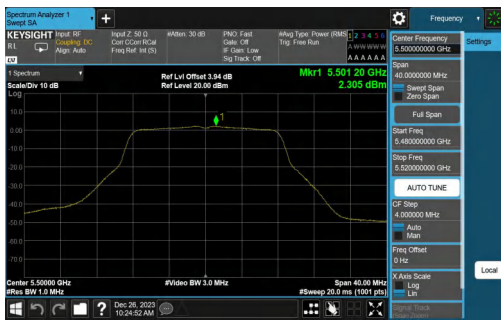 Spectrum Analyzer 1
Swept SA
Frequency
KEYSIGHT
RL
Input: RF
Coupling: DC
Align: Auto
Input Z: 50 Ω
Corr CCorr RCal
Freq Ref: Int (S)
#Atten: 30 dB
PNO: Fast
Gate: Off
IF Gain: Low
Sig Track: Off
#Avg Type: Power (RMS)
Trig: Free Run
1 2 3 4 5 6
A W W W W W
A A A A A A
1 Spectrum
Scale/Div 10 dB
Log
Ref Lvl Offset 3.94 dB
Ref Level 20.00 dBm
Mkr1 5.501 20 GHz
2.305 dBm
10.0
0.00
-10.0
-20.0
-30.0
-40.0
-50.0
-60.0
-70.0
1
Center 5.50000 GHz
#Res BW 1.0 MHz
#Video BW 3.0 MHz
Span 40.00 MHz
#Sweep 20.0 ms (1001 pts)
Dec 26, 2023
10:24:52 AM
Center Frequency
5.500000000 GHz
Settings
Span
40.0000000 MHz
Swept Span
Zero Span
Full Span
Start Freq
5.480000000 GHz
Stop Freq
5.520000000 GHz
AUTO TUNE
CF Step
4.000000 MHz
Auto
Man
Freq Offset
0 Hz
X Axis Scale
Log
Lin
Local
Signal Track